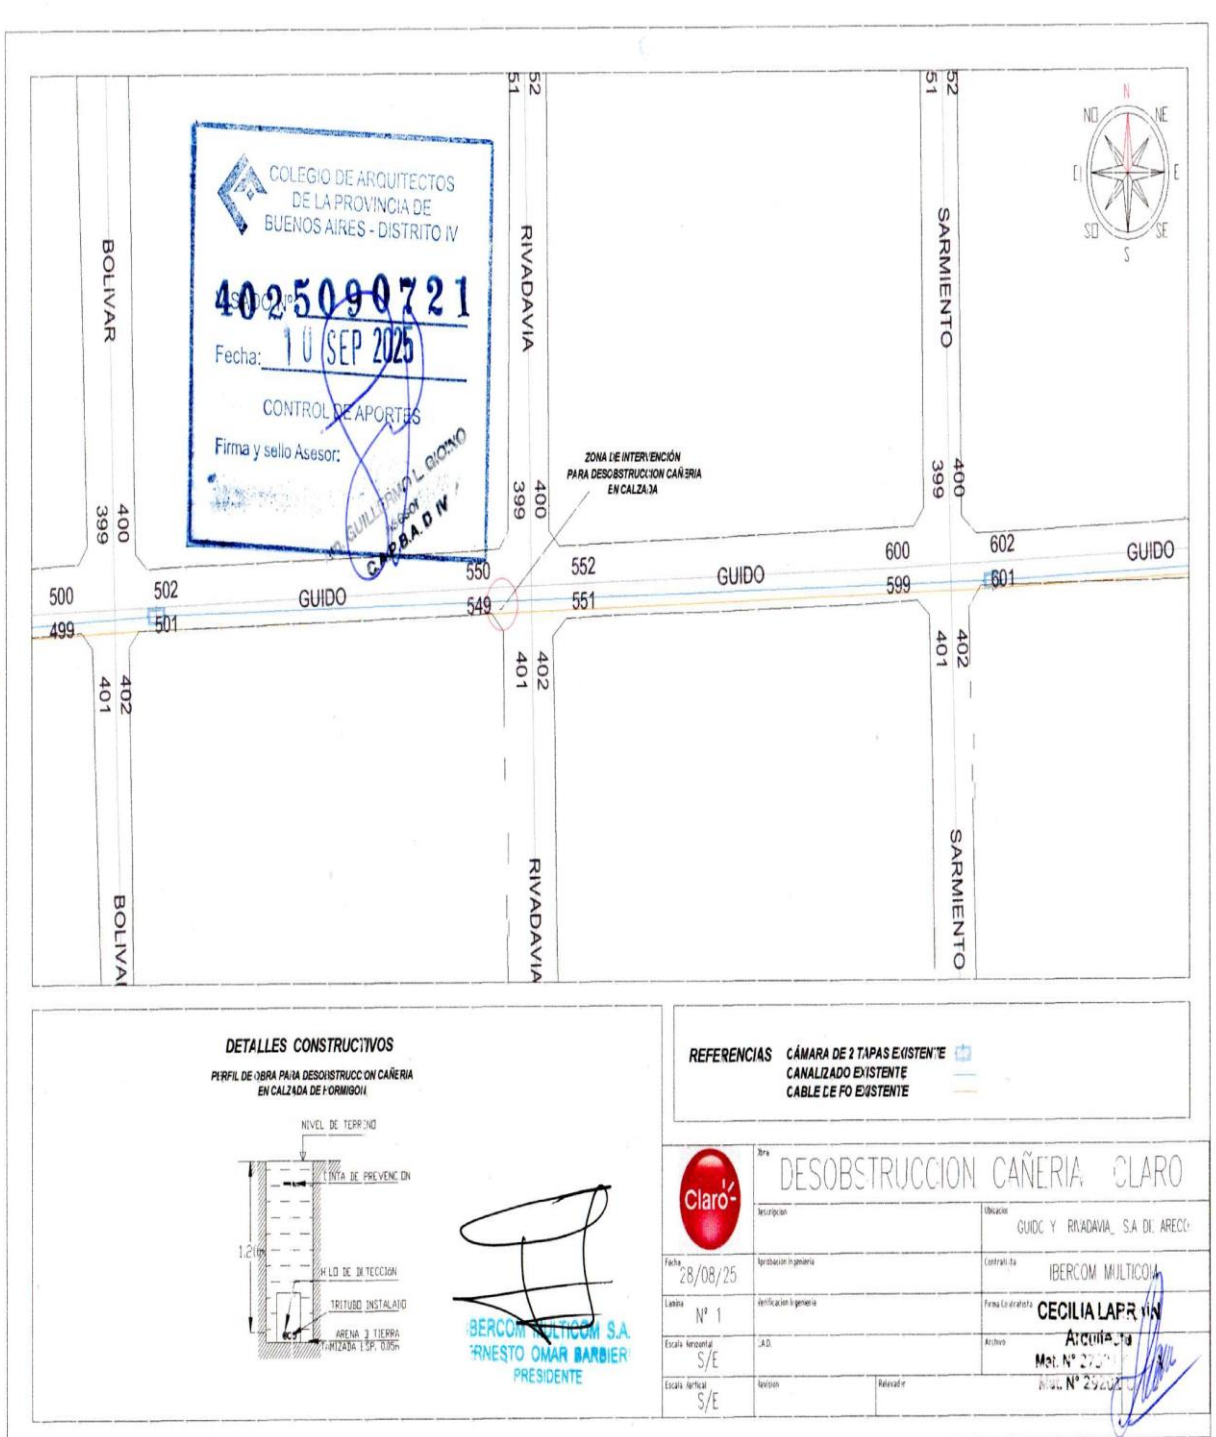 52
51
52
51
N
NO
NE
O
E
SO
SE
S
COLEGIO DE ARQUITECTOS
DE LA PROVINCIA DE
BUENOS AIRES - DISTRITO IV
4025090721
Fecha: 10 SEP 2025
CONTROL DE APORTES
Firma y sello Asesor:
GUILLERMO L.
C.A.P.B.A. D IV
BOLIVAR
RIVADAVIA
SARMIENTO
ZONA DE INTERVENCIÓN
PARA DESOBSTRUCCION CAÑERIA
EN CALZADA
400
399
400
399
400
399
500
502
GUIDO
550
552
GUIDO
600
602
GUIDO
499
501
549
551
599
601
402
401
402
401
402
401
BOLIVAR
RIVADAVIA
SARMIENTO
DETALLES CONSTRUCTIVOS
PERFIL DE OBRA PARA DESOBSTRUCCION CAÑERIA
EN CALZADA DE HORMIGON
NIVEL DE TERRENO
CINTA DE PREVENCION
HILO DE DETECCIÓN
TRITUBO INSTALADO
ARENA O TIERRA
TAMIZADA ESP. 0.05m
IBERCOM MULTICOM S.A.
ERNESTO OMAR BARBIERI
PRESIDENTE
REFERENCIAS
CÁMARA DE 2 TAPAS EXISTENTE
CANALIZADO EXISTENTE
CABLE DE FO EXISTENTE
Claro
Obra
DESOBSTRUCCION CAÑERIA CLARO
Descripcion
Ubicacion
GUIDO Y RIVADAVIA_ S.A DE ARECO
Fecha
28/08/25
Aprobacion Ingenieria
Contratista
IBERCOM MULTICOM
Lamina
Nº 1
Verificacion Ingenieria
Firma Contratista
CECILIA
Arquitecta
Escala Horizontal
S/E
CAD.
Archivo
Mat. Nº
Mat. Nº
Escala Vertical
S/E
Revision
Relevador